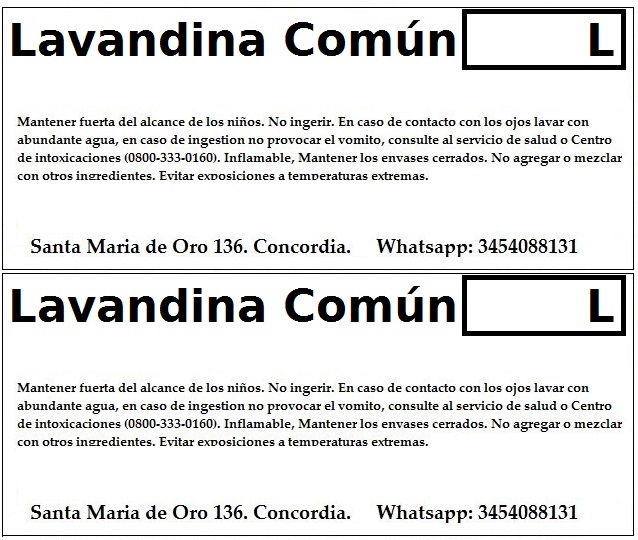 Lavandina Común L
Mantener fuerta del alcance de los niños. No ingerir. En caso de contacto con los ojos lavar con
abundante agua, en caso de ingestion no provocar el vomito, consulte al servicio de salud o Centro
de intoxicaciones (0800-333-0160). Inflamable, Mantener los envases cerrados. No agregar o mezclar
con otros ingredientes. Evitar exposiciones a temperaturas extremas.
Santa Maria de Oro 136. Concordia. Whatsapp: 3454088131
Lavandina Común L
Mantener fuerta del alcance de los niños. No ingerir. En caso de contacto con los ojos lavar con
abundante agua, en caso de ingestion no provocar el vomito, consulte al servicio de salud o Centro
de intoxicaciones (0800-333-0160). Inflamable, Mantener los envases cerrados. No agregar o mezclar
con otros ingredientes. Evitar exposiciones a temperaturas extremas.
Santa Maria de Oro 136. Concordia. Whatsapp: 3454088131